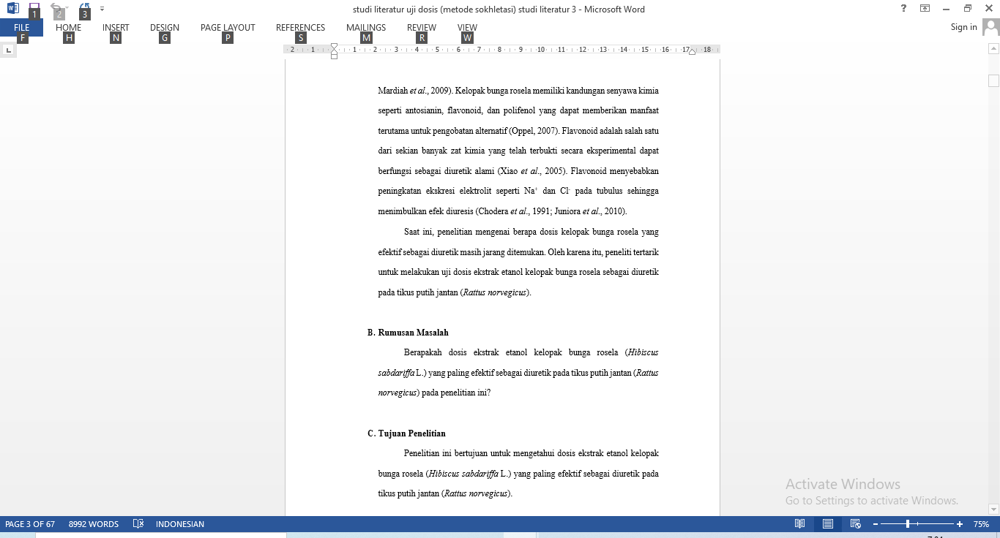 studi literatur uji dosis (metode sokhletasi) studi literatur 3 - Microsoft Word
1 2 3
FILE HOME INSERT DESIGN PAGE LAYOUT REFERENCES MAILINGS REVIEW VIEW Sign in
F H N G P S M R W
2 1 1 2 3 4 5 6 7 8 9 10 11 12 13 14 15 16 17 18
Mardiah et al., 2009). Kelopak bunga rosela memiliki kandungan senyawa kimia
seperti antosianin, flavonoid, dan polifenol yang dapat memberikan manfaat
terutama untuk pengobatan alternatif (Oppel, 2007). Flavonoid adalah salah satu
dari sekian banyak zat kimia yang telah terbukti secara eksperimental dapat
berfungsi sebagai diuretik alami (Xiao et al., 2005). Flavonoid menyebabkan
peningkatan ekskresi elektrolit seperti Na⁺ dan Cl⁻ pada tubulus sehingga
menimbulkan efek diuresis (Chodera et al., 1991; Juniora et al., 2010).
Saat ini, penelitian mengenai berapa dosis kelopak bunga rosela yang
efektif sebagai diuretik masih jarang ditemukan. Oleh karena itu, peneliti tertarik
untuk melakukan uji dosis ekstrak etanol kelopak bunga rosela sebagai diuretik
pada tikus putih jantan (Rattus norvegicus).
B. Rumusan Masalah
Berapakah dosis ekstrak etanol kelopak bunga rosela (Hibiscus
sabdariffa L.) yang paling efektif sebagai diuretik pada tikus putih jantan (Rattus
norvegicus) pada penelitian ini?
C. Tujuan Penelitian
Penelitian ini bertujuan untuk mengetahui dosis ekstrak etanol kelopak
bunga rosela (Hibiscus sabdariffa L.) yang paling efektif sebagai diuretik pada
tikus putih jantan (Rattus norvegicus).
Activate Windows
Go to Settings to activate Windows.
PAGE 3 OF 67 8992 WORDS INDONESIAN 75%